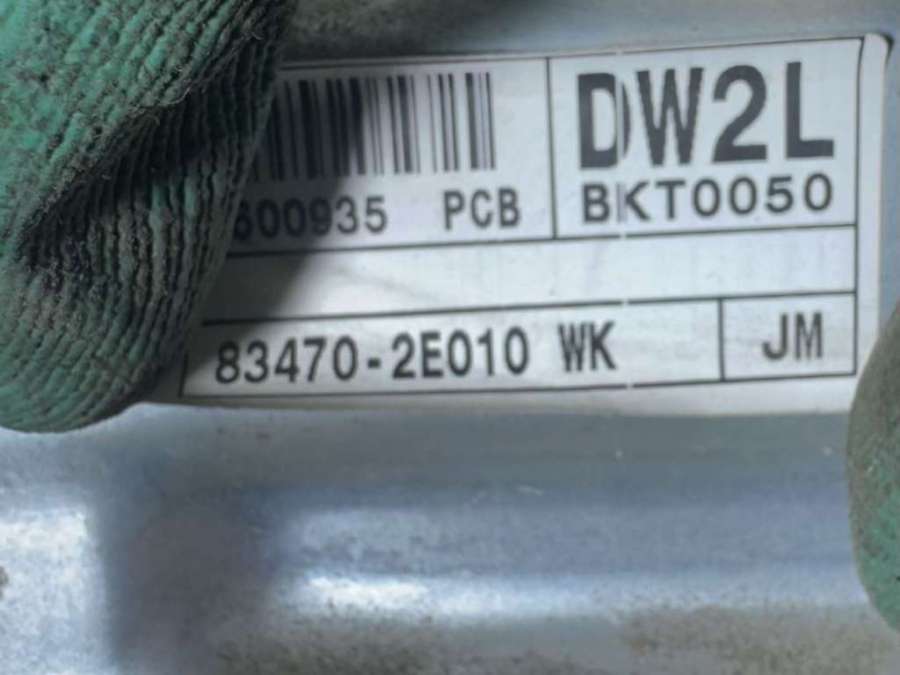 600935 PCB
DW2L
BKT0050
83470-2E010 WK
JM